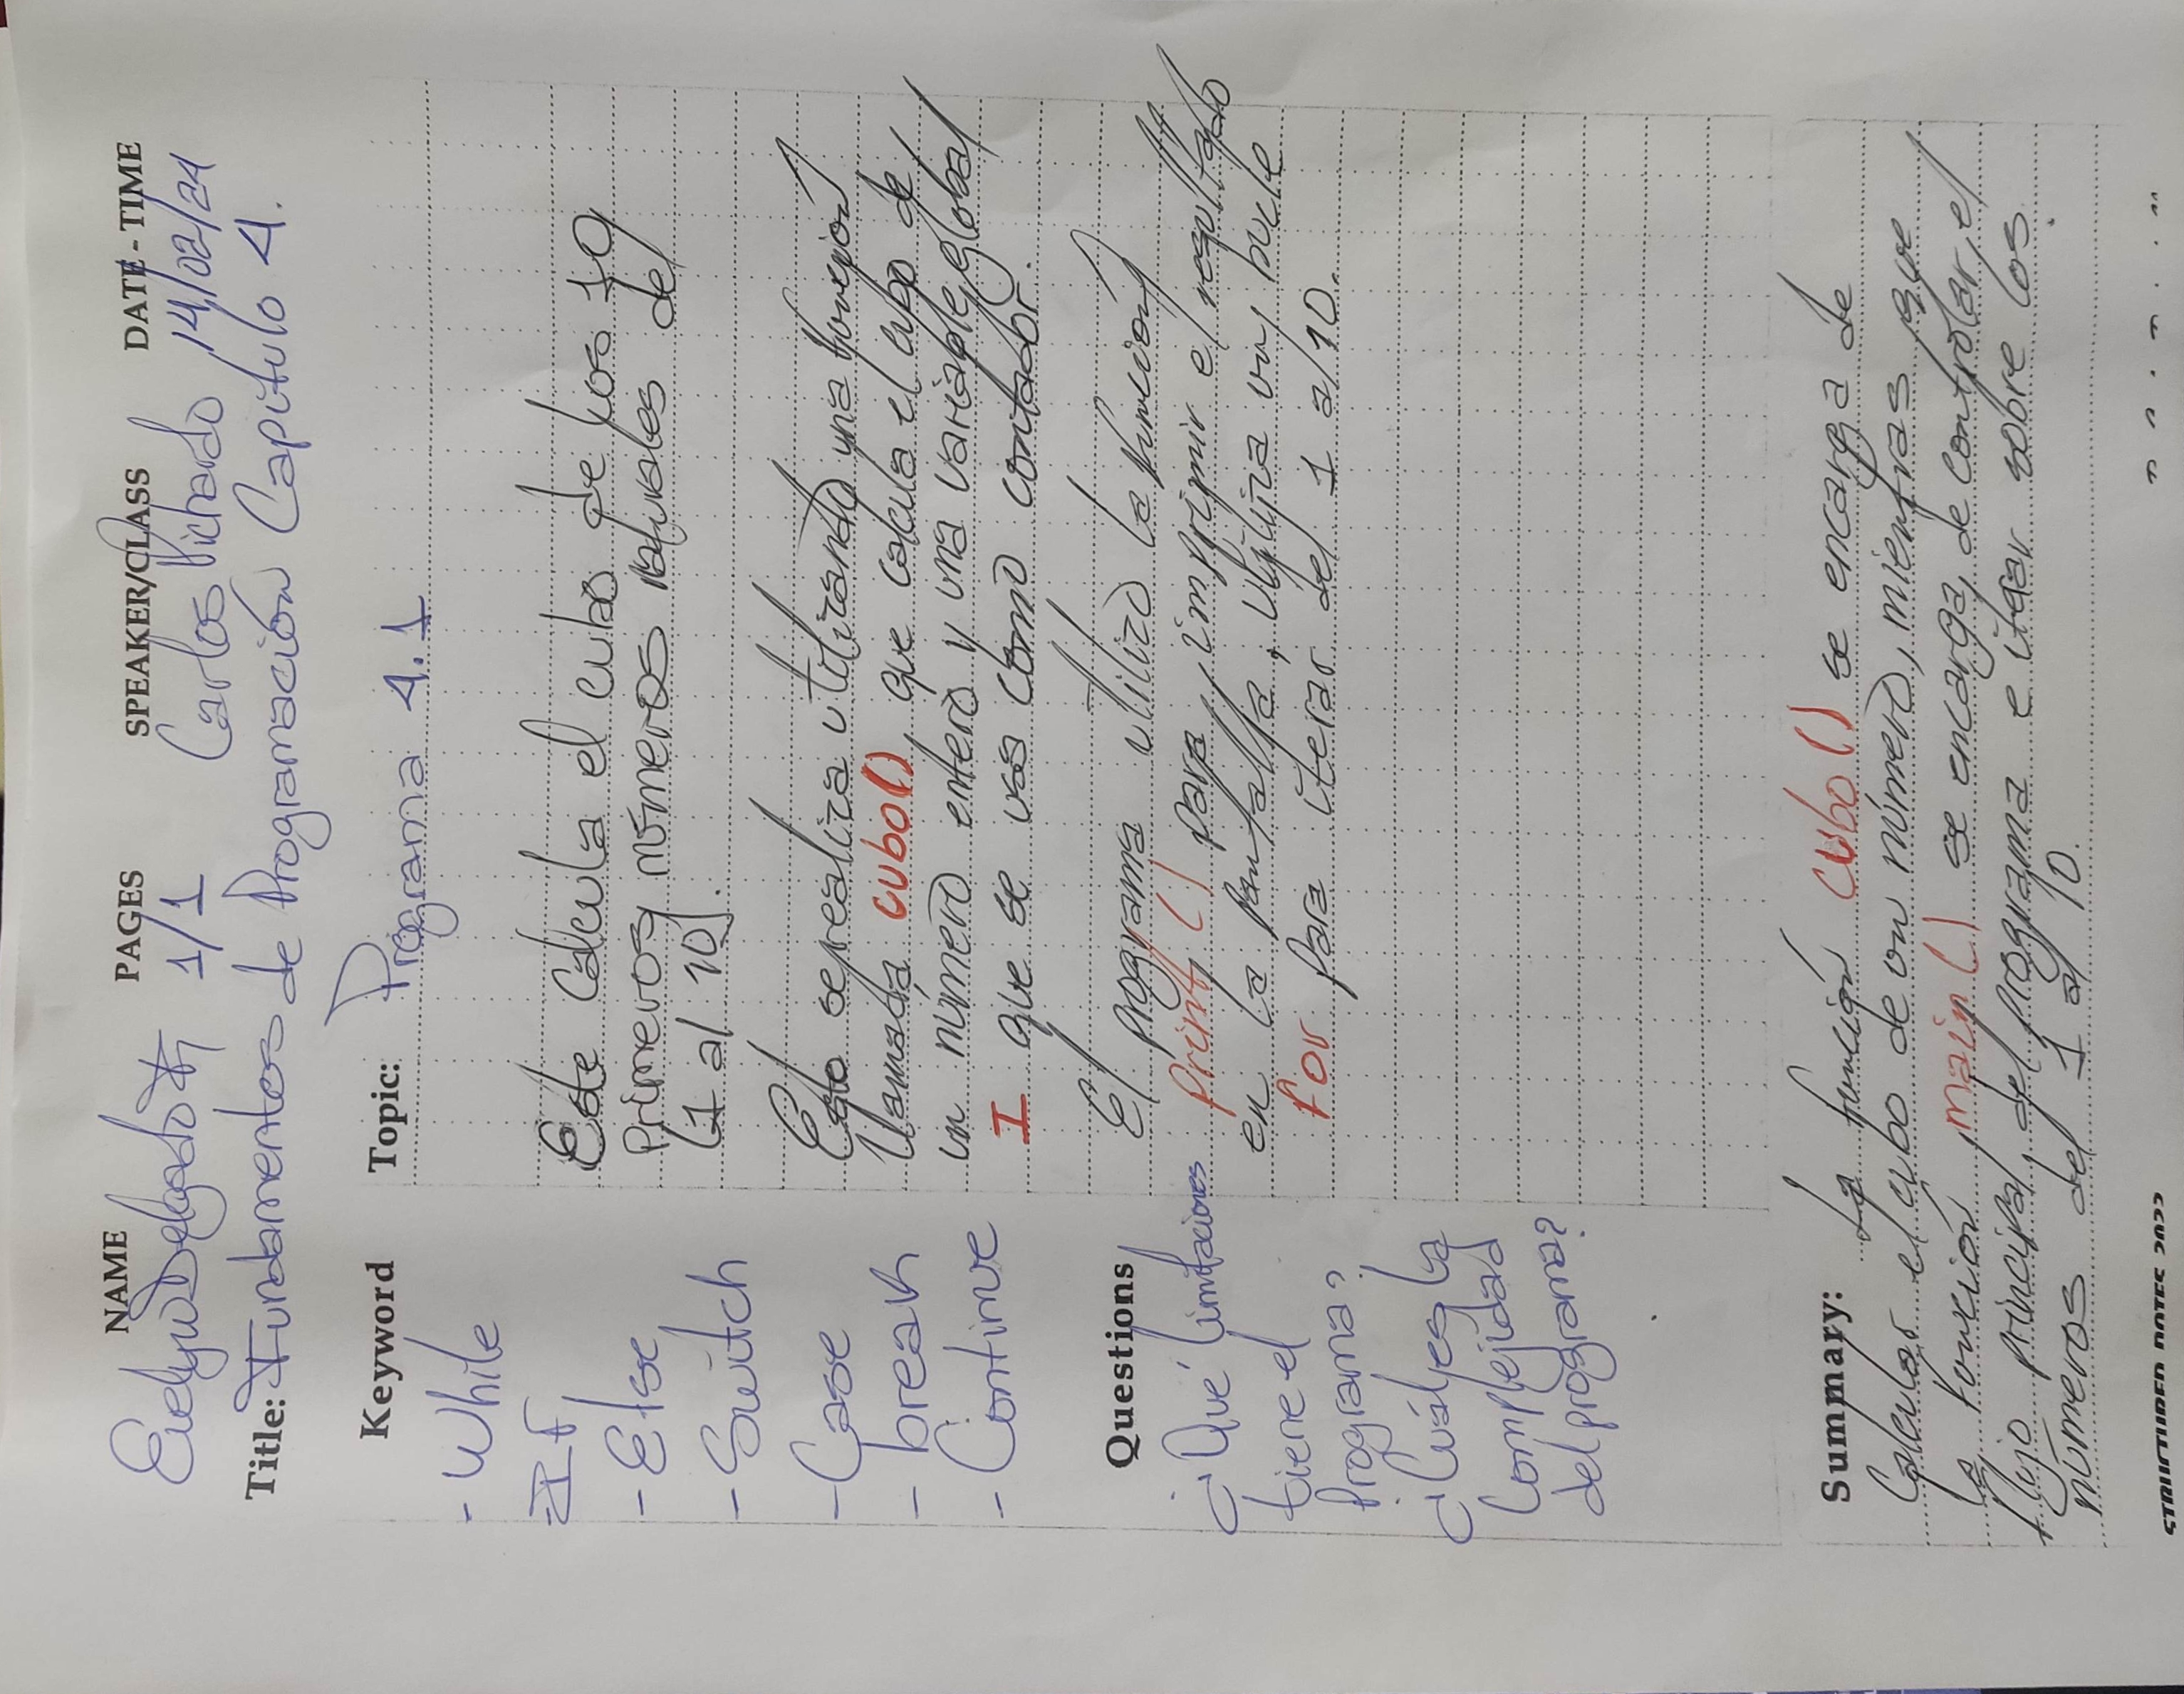 NAME PAGES SPEAKER/CLASS DATE - TIME
Evelyn Delgado 1/1 Carlos Pichardo 14/02/24
Title: Fundamentos de Programación Capítulo 4.
Keyword
- While
- If
- Else
- Switch
- Case
- break
- Continue
Questions
¿Qué limitaciones
tiene el
Programa?
¿Cuál es la
Complejidad
del programa?
Topic: Programa 4.1
Este Calcula el cubo de los 10
primeros números naturales del
(1 al 10).
Esto se realiza utilizando una función
llamada cubo(), que calcula el cubo de
un número entero y una variable global
I que se usa como contador.
El programa utilizo la función
print() para imprimir el resultado
en la pantalla, utiliza un bucle
for para iterar del 1 al 10.
Summary: La función cubo() se encarga de
Calcular el cubo de un número, mientras que
la función main() se encarga de controlar el
flujo principal del programa e iterar sobre los
números del 1 al 10.
STRUCTURED NOTES 2022